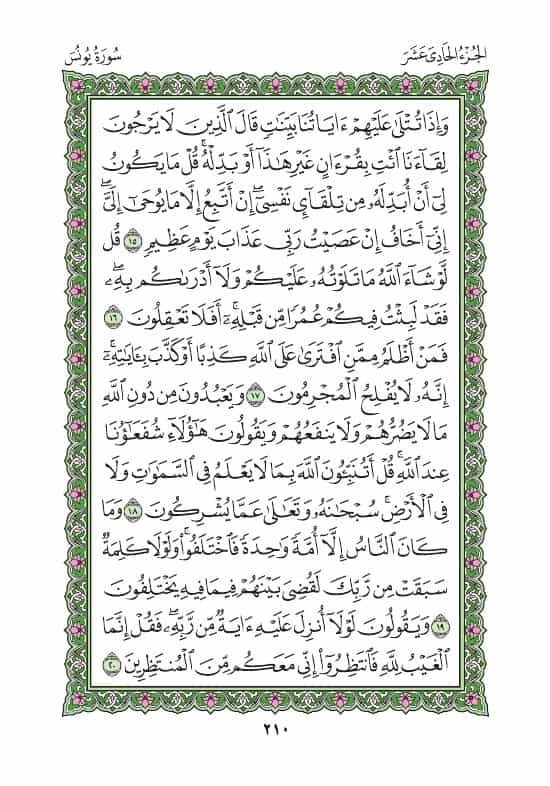 الجُزْءُ الحَادِى عَشَرَ
سُورَةُ يُونُسَ
وَإِذَا تُتْلَىٰ عَلَيْهِمْ ءَايَاتُنَا بَيِّنَٰتٍ قَالَ ٱلَّذِينَ لَا يَرْجُونَ
لِقَآءَنَا ٱئْتِ بِقُرْءَانٍ غَيْرِ هَٰذَآ أَوْ بَدِّلْهُ ۚ قُلْ مَا يَكُونُ
لِىٓ أَنْ أُبَدِّلَهُۥ مِن تِلْقَآئِ نَفْسِىٓ ۖ إِنْ أَتَّبِعُ إِلَّا مَا يُوحَىٰٓ إِلَىَّ ۖ
إِنِّىٓ أَخَافُ إِنْ عَصَيْتُ رَبِّى عَذَابَ يَوْمٍ عَظِيمٍ ١٥ قُل
لَّوْ شَآءَ ٱللَّهُ مَا تَلَوْتُهُۥ عَلَيْكُمْ وَلَآ أَدْرَىٰكُم بِهِۦ ۖ
فَقَدْ لَبِثْتُ فِيكُمْ عُمُرًا مِّن قَبْلِهِۦٓ ۚ أَفَلَا تَعْقِلُونَ ١٦
فَمَنْ أَظْلَمُ مِمَّنِ ٱفْتَرَىٰ عَلَى ٱللَّهِ كَذِبًا أَوْ كَذَّبَ بِـَٔايَٰتِهِۦٓ ۚ
إِنَّهُۥ لَا يُفْلِحُ ٱلْمُجْرِمُونَ ١٧ وَيَعْبُدُونَ مِن دُونِ ٱللَّهِ
مَا لَا يَضُرُّهُمْ وَلَا يَنفَعُهُمْ وَيَقُولُونَ هَٰٓؤُلَآءِ شُفَعَٰٓؤُنَا
عِندَ ٱللَّهِ ۚ قُلْ أَتُنَبِّـُٔونَ ٱللَّهَ بِمَا لَا يَعْلَمُ فِى ٱلسَّمَٰوَٰتِ وَلَا
فِى ٱلْأَرْضِ ۚ سُبْحَٰنَهُۥ وَتَعَٰلَىٰ عَمَّا يُشْرِكُونَ ١٨ وَمَا
كَانَ ٱلنَّاسُ إِلَّآ أُمَّةً وَٰحِدَةً فَٱخْتَلَفُوا۟ ۚ وَلَوْلَا كَلِمَةٌ
سَبَقَتْ مِن رَّبِّكَ لَقُضِىَ بَيْنَهُمْ فِيمَا فِيهِ يَخْتَلِفُونَ
١٩ وَيَقُولُونَ لَوْلَآ أُنزِلَ عَلَيْهِ ءَايَةٌ مِّن رَّبِّهِۦ ۖ فَقُلْ إِنَّمَا
ٱلْغَيْبُ لِلَّهِ فَٱنتَظِرُوٓا۟ إِنِّى مَعَكُم مِّنَ ٱلْمُنتَظِرِينَ ٢٠
٢١٠